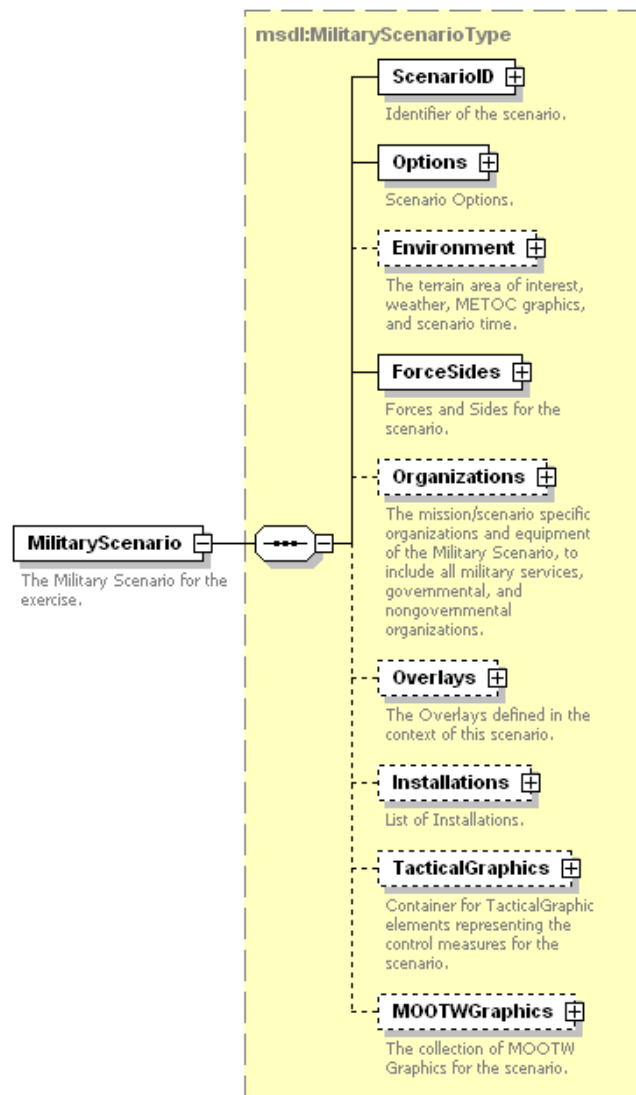 msdl:MilitaryScenarioType
ScenarioID
Identifier of the scenario.
Options
Scenario Options.
Environment
The terrain area of interest,
weather, METOC graphics,
and scenario time.
ForceSides
Forces and Sides for the
scenario.
Organizations
The mission/scenario specific
organizations and equipment
of the Military Scenario, to
include all military services,
governmental, and
nongovernmental
organizations.
MilitaryScenario
The Military Scenario for the
exercise.
Overlays
The Overlays defined in the
context of this scenario.
Installations
List of Installations.
TacticalGraphics
Container for TacticalGraphic
elements representing the
control measures for the
scenario.
MOOTWGraphics
The collection of MOOTW
Graphics for the scenario.